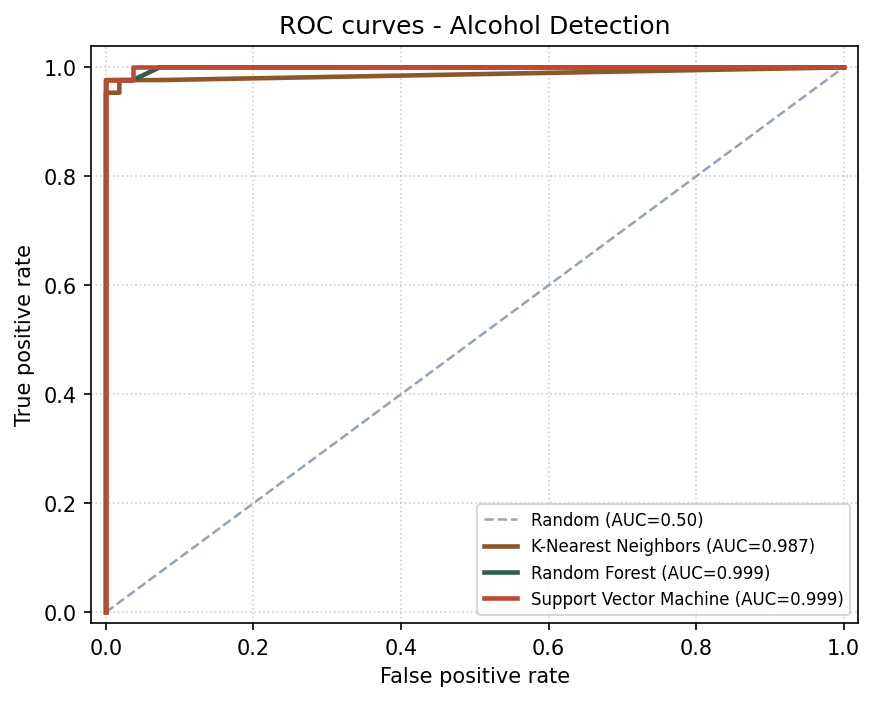 ROC curves - Alcohol Detection
True positive rate
1.0
0.8
0.6
0.4
0.2
0.0
Random (AUC=0.50)
K-Nearest Neighbors (AUC=0.987)
Random Forest (AUC=0.999)
Support Vector Machine (AUC=0.999)
0.0 0.2 0.4 0.6 0.8 1.0
False positive rate